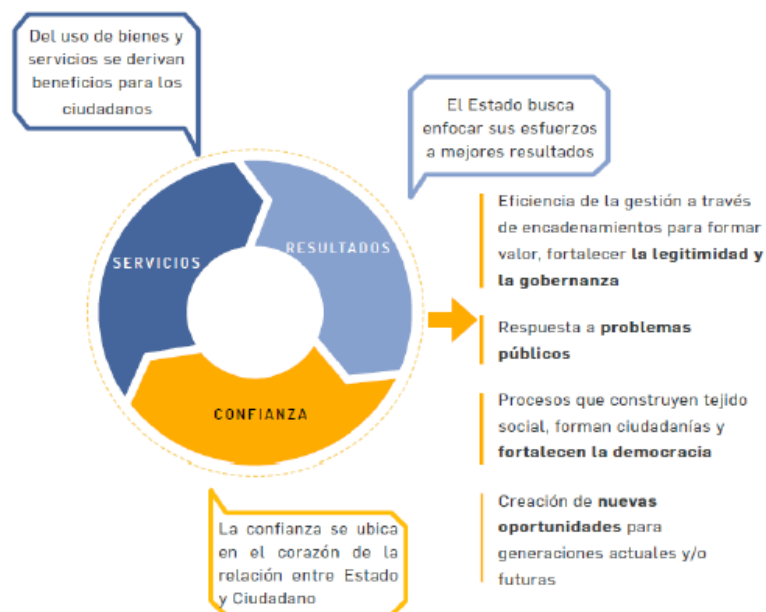 Del uso de bienes y
servicios se derivan
beneficios para los
ciudadanos
El Estado busca
enfocar sus esfuerzos
a mejores resultados
SERVICIOS
RESULTADOS
CONFIANZA
Eficiencia de la gestión a través
de encadenamientos para formar
valor, fortalecer la legitimidad y
la gobernanza
Respuesta a problemas
públicos
Procesos que construyen tejido
social, forman ciudadanías y
fortalecen la democracia
Creación de nuevas
oportunidades para
generaciones actuales y/o
futuras
La confianza se ubica
en el corazón de la
relación entre Estado
y Ciudadano